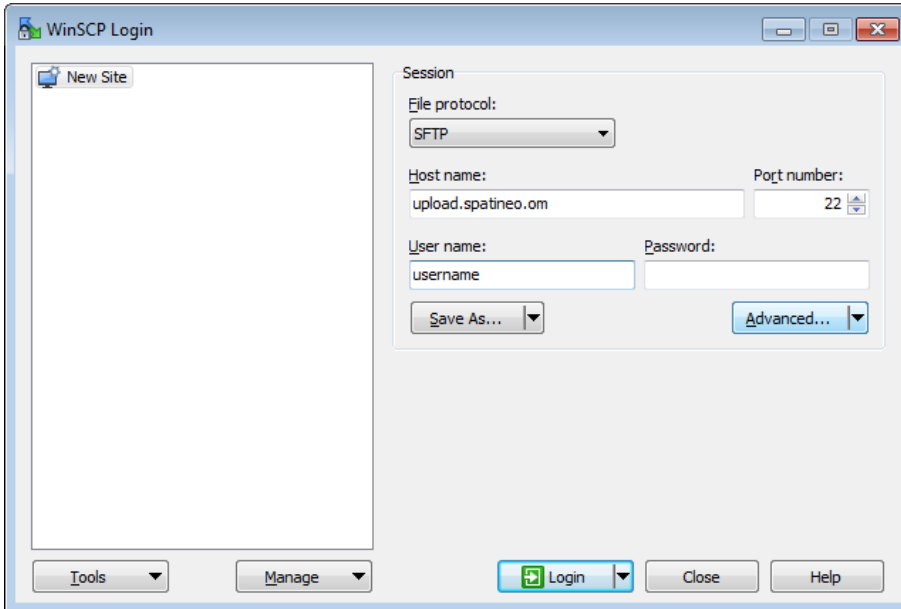 WinSCP Login
New Site
Session
File protocol:
SFTP
Host name: Port number:
upload.spatineo.om 22
User name: Password:
username
Save As... Advanced...
Tools Manage Login Close Help